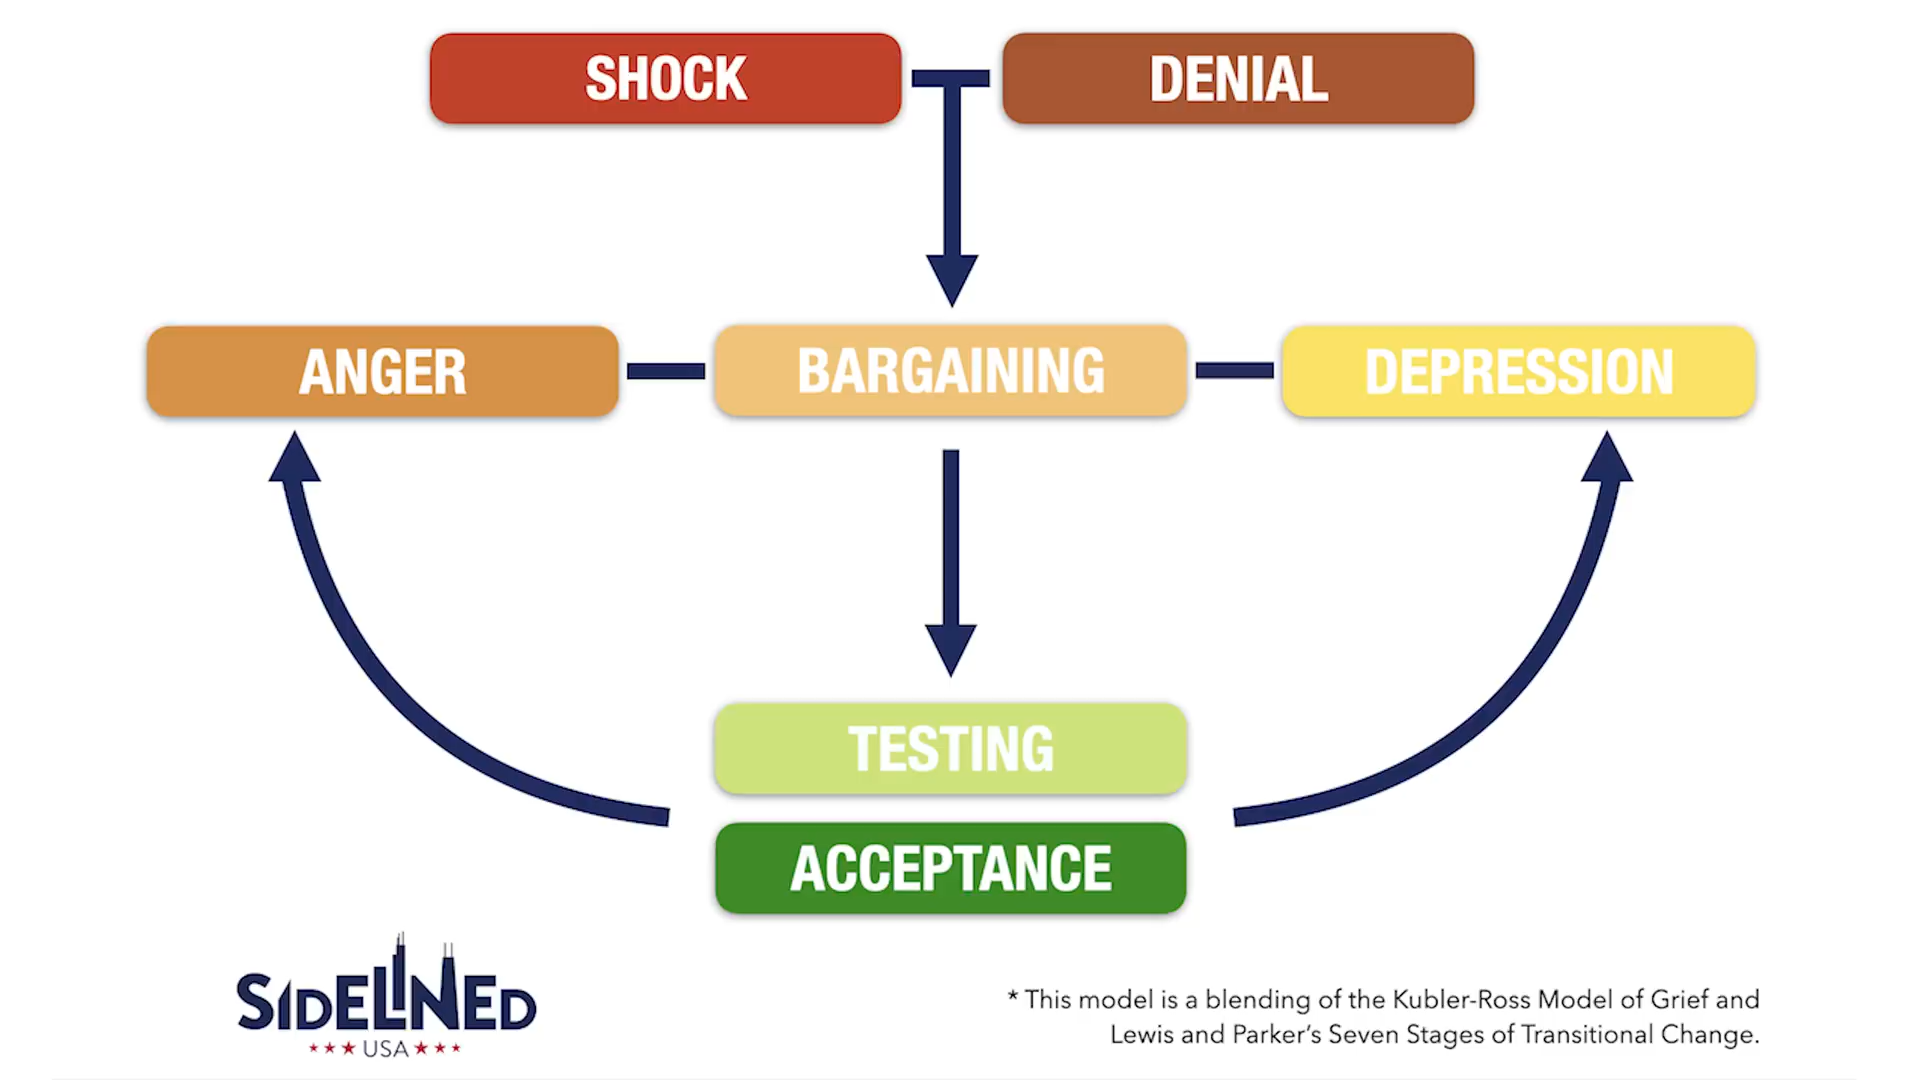 SHOCK
DENIAL
ANGER
BARGAINING
DEPRESSION
TESTING
ACCEPTANCE
SIDELINED
★★★USA★★★
* This model is a blending of the Kubler-Ross Model of Grief and
Lewis and Parker’s Seven Stages of Transitional Change.